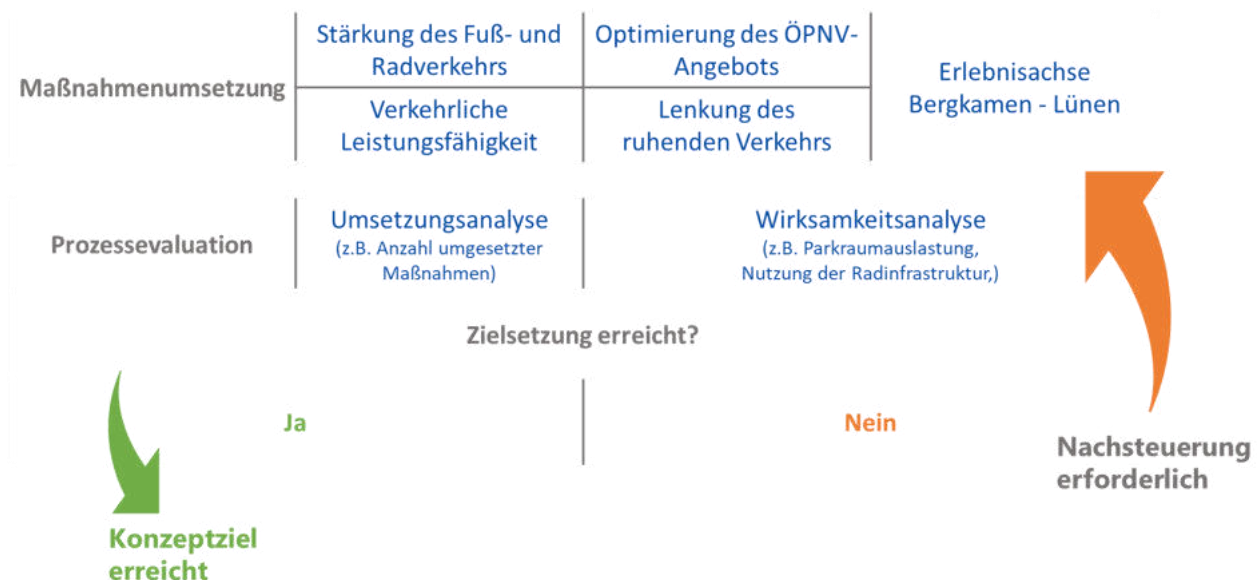 Maßnahmenumsetzung
Stärkung des Fuß- und
Radverkehrs
Optimierung des ÖPNV-
Angebots
Verkehrliche
Leistungsfähigkeit
Lenkung des
ruhenden Verkehrs
Erlebnisachse
Bergkamen - Lünen
Prozessevaluation
Umsetzungsanalyse
(z.B. Anzahl umgesetzter
Maßnahmen)
Wirksamkeitsanalyse
(z.B. Parkraumauslastung,
Nutzung der Radinfrastruktur,)
Zielsetzung erreicht?
Ja
Nein
Konzeptziel
erreicht
Nachsteuerung
erforderlich